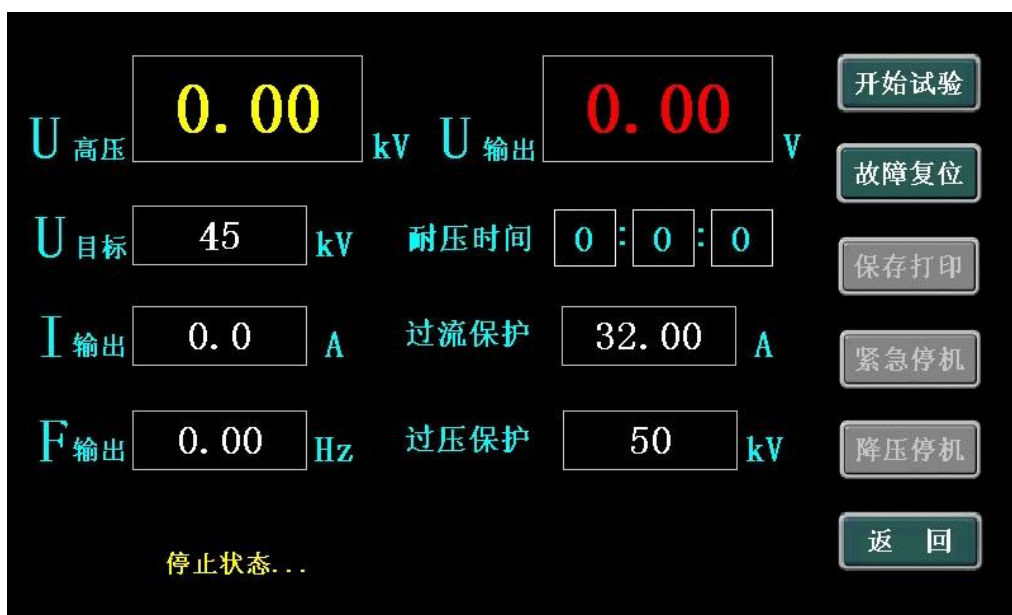 U高压 0.00 kV U输出 0.00 V 开始试验
故障复位
U目标 45 kV 耐压时间 0 : 0 : 0
保存打印
I输出 0.0 A 过流保护 32.00 A
紧急停机
F输出 0.00 Hz 过压保护 50 kV 降压停机
停止状态... 返 回